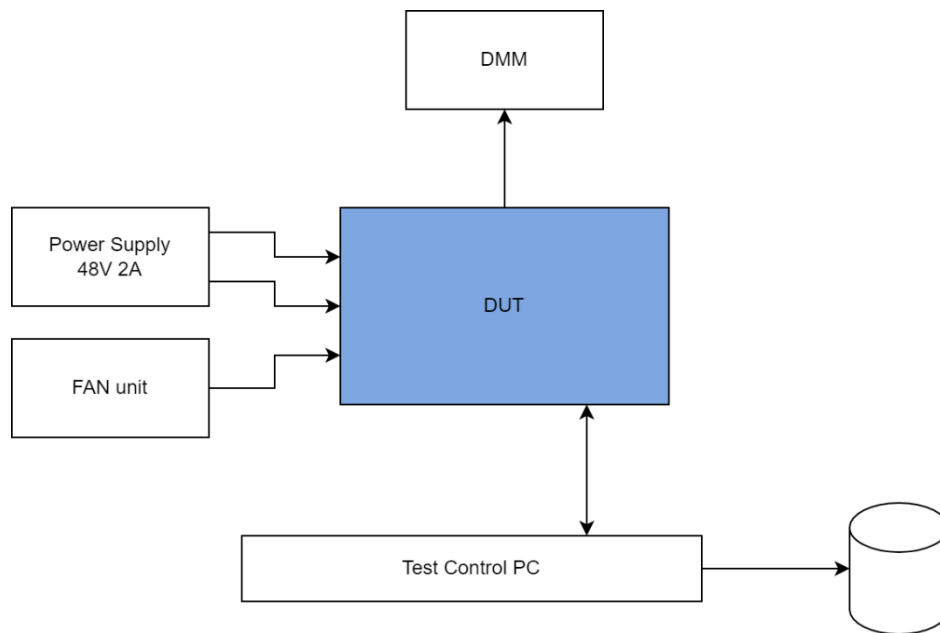 DMM
Power Supply
48V 2A
DUT
FAN unit
Test Control PC